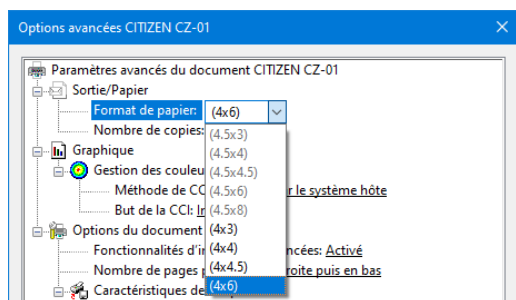 Options avancées CITIZEN CZ-01
Paramètres avancés du document CITIZEN CZ-01
Sortie/Papier
Format de papier: (4x6)
Nombre de copies:
(4.5x3)
Graphique
(4.5x4)
Gestion des couleu
(4.5x4.5)
Méthode de CC
(4.5x6)
r le système hôte
But de la CCI:
(4.5x8)
Options du document
(4x3)
Fonctionnalités d'i
(4x4)
ncées: Activé
Nombre de pages
(4x4.5)
roite puis en bas
Caractéristiques de
(4x6)